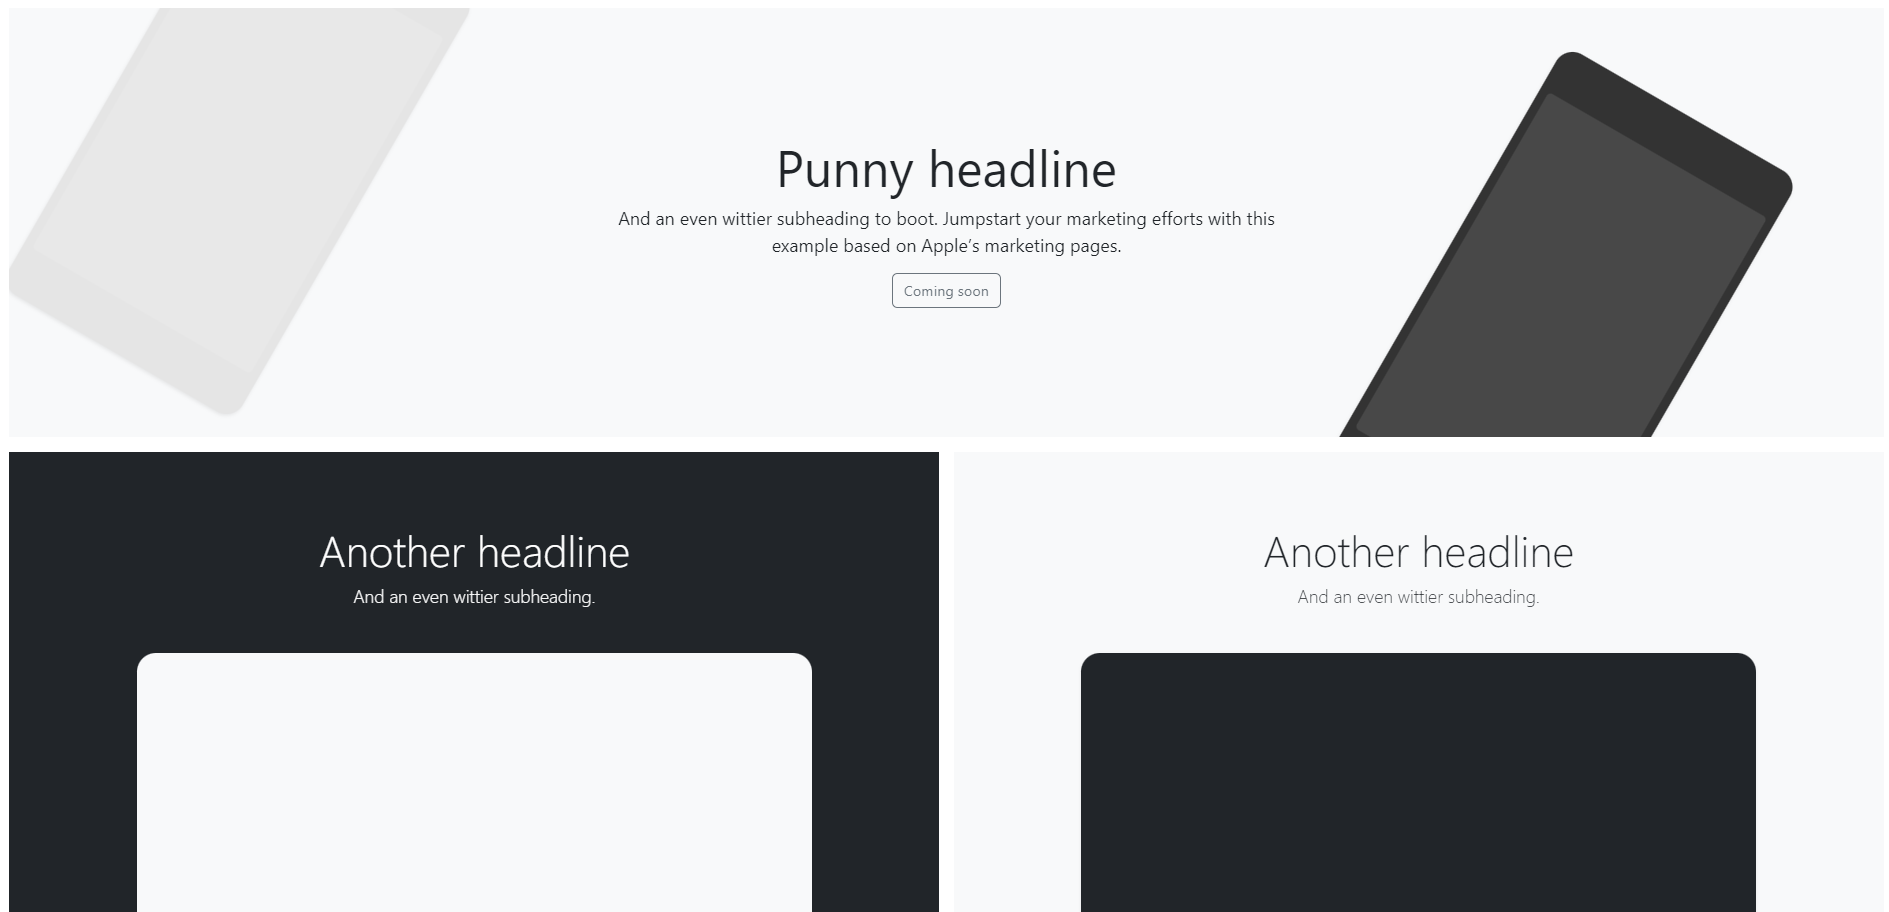 Punny headline
And an even wittier subheading to boot. Jumpstart your marketing efforts with this
example based on Apple’s marketing pages.
Coming soon
Another headline
And an even wittier subheading.
Another headline
And an even wittier subheading.